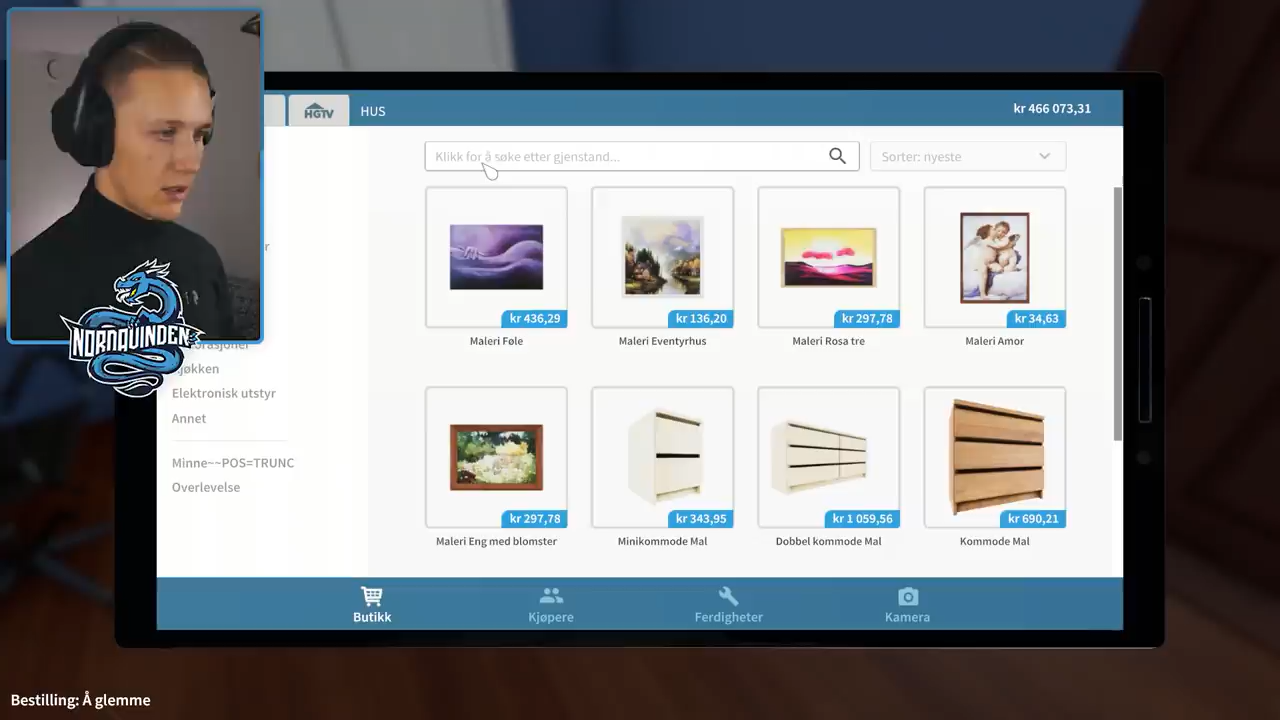 HGTV
HUS
kr 466 073,31
Klikk for å søke etter gjenstand...
Sorter: nyeste
kr 436,29
kr 136,20
kr 297,78
kr 34,63
Maleri Føle
Maleri Eventyrhus
Maleri Rosa tre
Maleri Amor
NORDAVINDEN
Elektronisk utstyr
Annet
Minne~~POS=TRUNC
Overlevelse
kr 297,78
kr 343,95
kr 1 059,56
kr 690,21
Maleri Eng med blomster
Minikommode Mal
Dobbel kommode Mal
Kommode Mal
Butikk
Kjøpere
Ferdigheter
Kamera
Bestilling: Å glemme